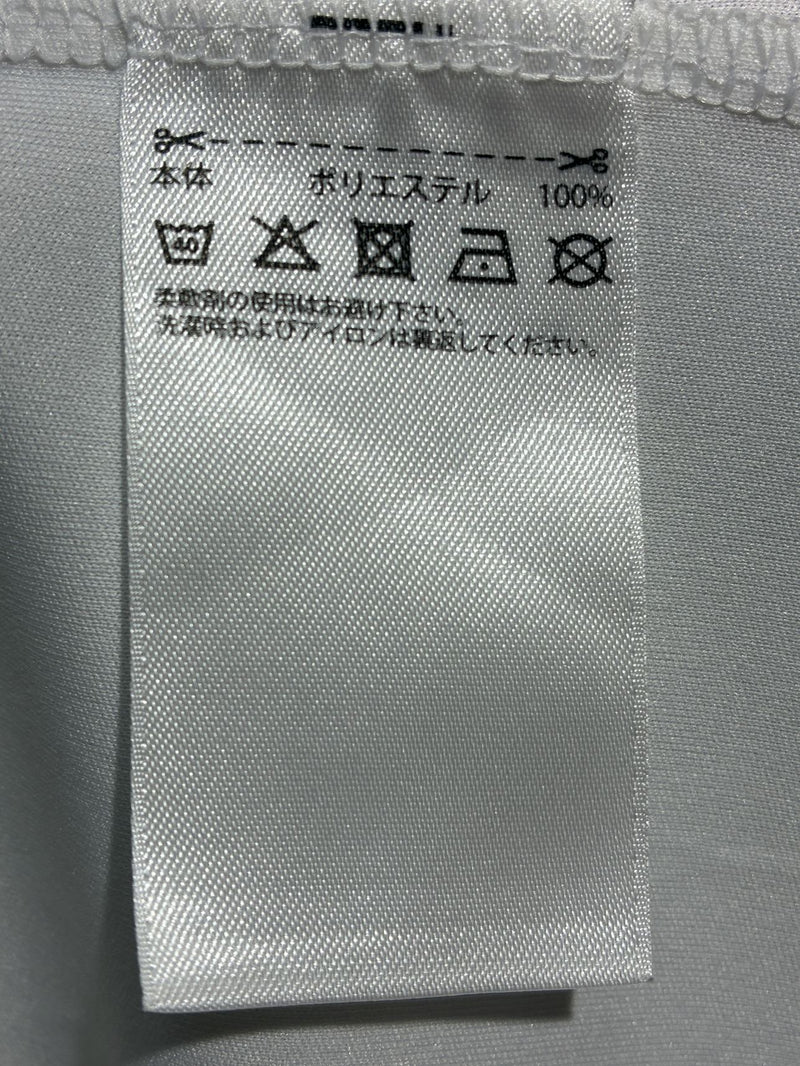 本体 ポリエステル 100%
40
柔軟剤の使用はお避け下さい。
洗濯時およびアイロンは裏返してください。